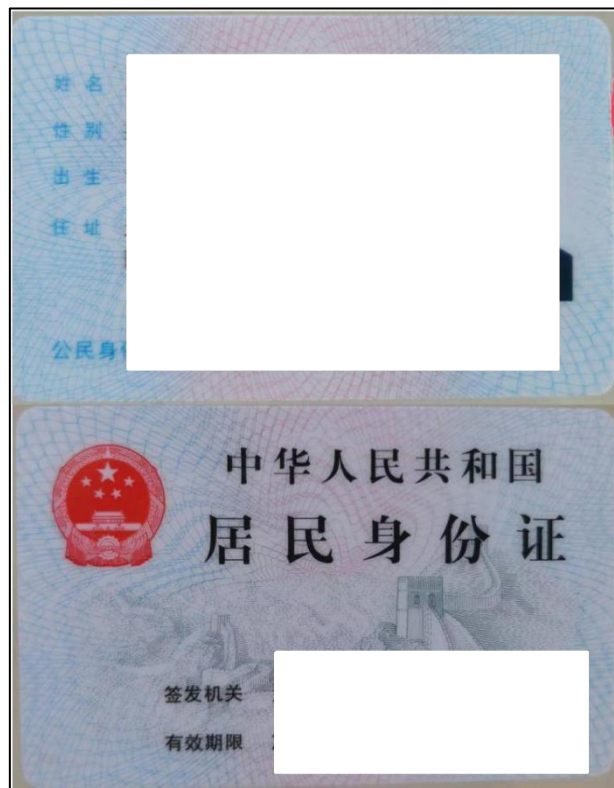 姓名
性别
出生
住址
公民身
中华人民共和国
居民身份证
签发机关
有效期限